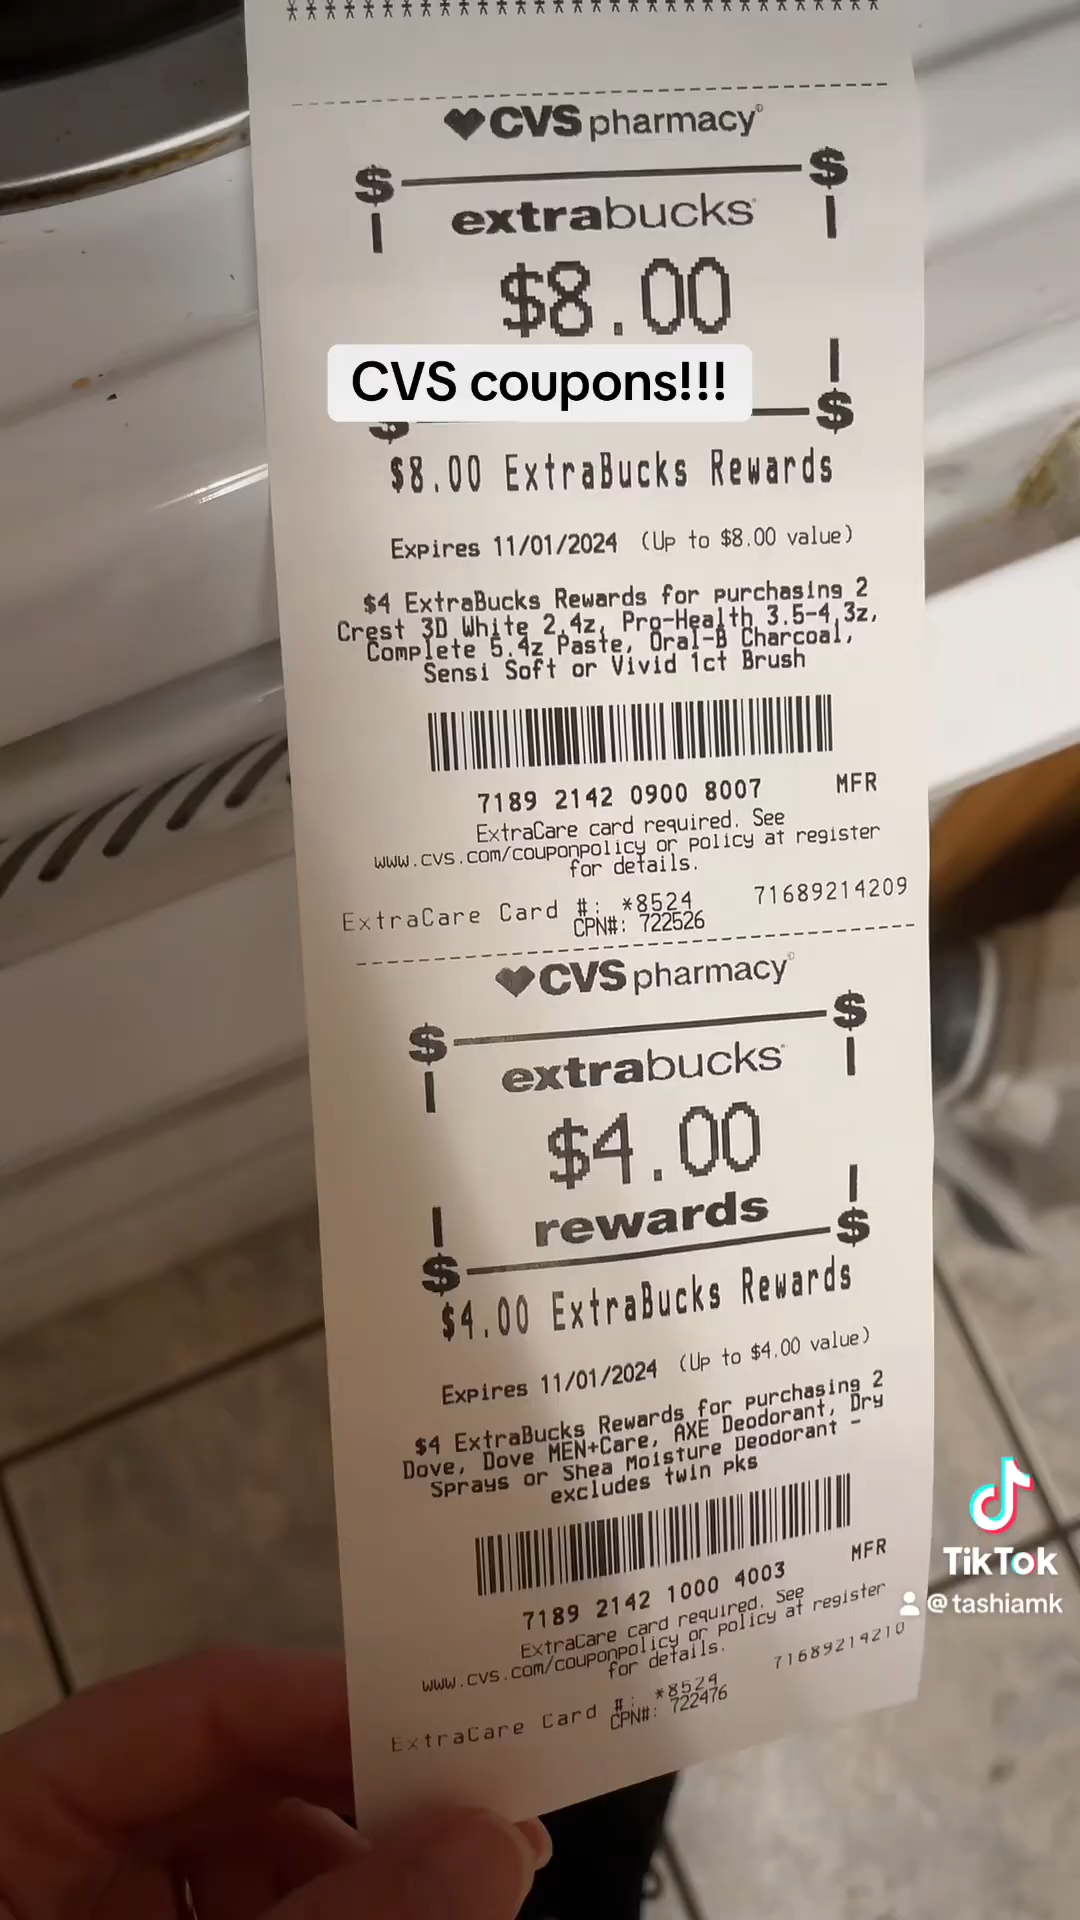 CVS pharmacy
$ $
extrabucks
$8.00
CVS coupons!!!
$ $
$8.00 ExtraBucks Rewards
Expires 11/01/2024 (Up to $8.00 value)
$4 ExtraBucks Rewards for purchasing 2
Crest 3D White 2.4z, Pro-Health 3.5-4.3z,
Complete 5.4z Paste, Oral-B Charcoal,
Sensi Soft or Vivid 1ct Brush
7189 2142 0900 8007 MFR
ExtraCare card required. See
www.cvs.com/couponpolicy or policy at register
for details.
ExtraCare Card #: *8524 71689214209
CPN#: 722526
CVS pharmacy
$ $
extrabucks
$4.00
rewards
$ $
$4.00 ExtraBucks Rewards
Expires 11/01/2024 (Up to $4.00 value)
$4 ExtraBucks Rewards for purchasing 2
Dove, Dove MEN+Care, AXE Deodorant, Dry
Sprays or Shea Moisture Deodorant -
excludes twin pks
7189 2142 1000 4003 MFR
ExtraCare card required. See
www.cvs.com/couponpolicy or policy at register
for details.
ExtraCare Card #: *8524 71689214210
CPN#: 722476
TikTok
@tashiamk